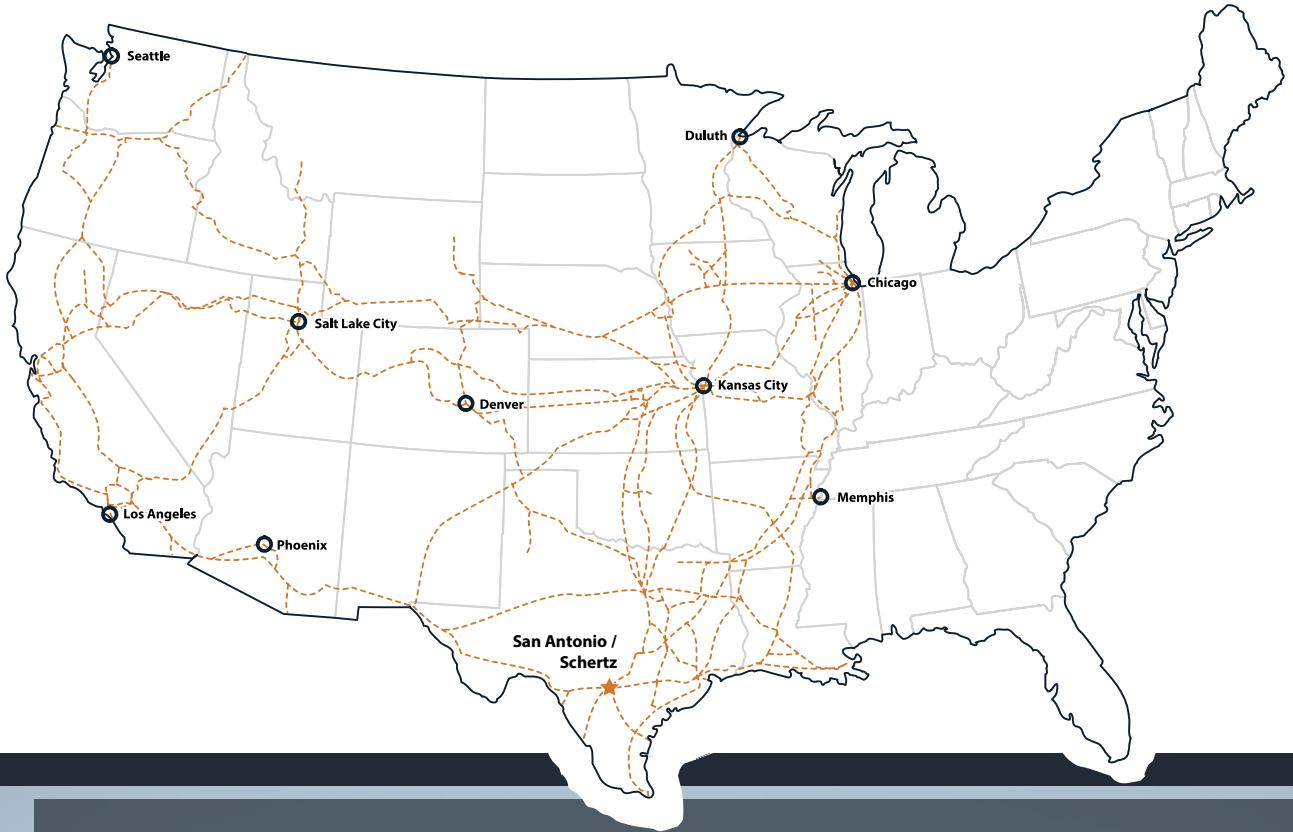 Seattle
Duluth
Chicago
Salt Lake City
Kansas City
Denver
Memphis
Los Angeles
Phoenix
San Antonio /
Schertz